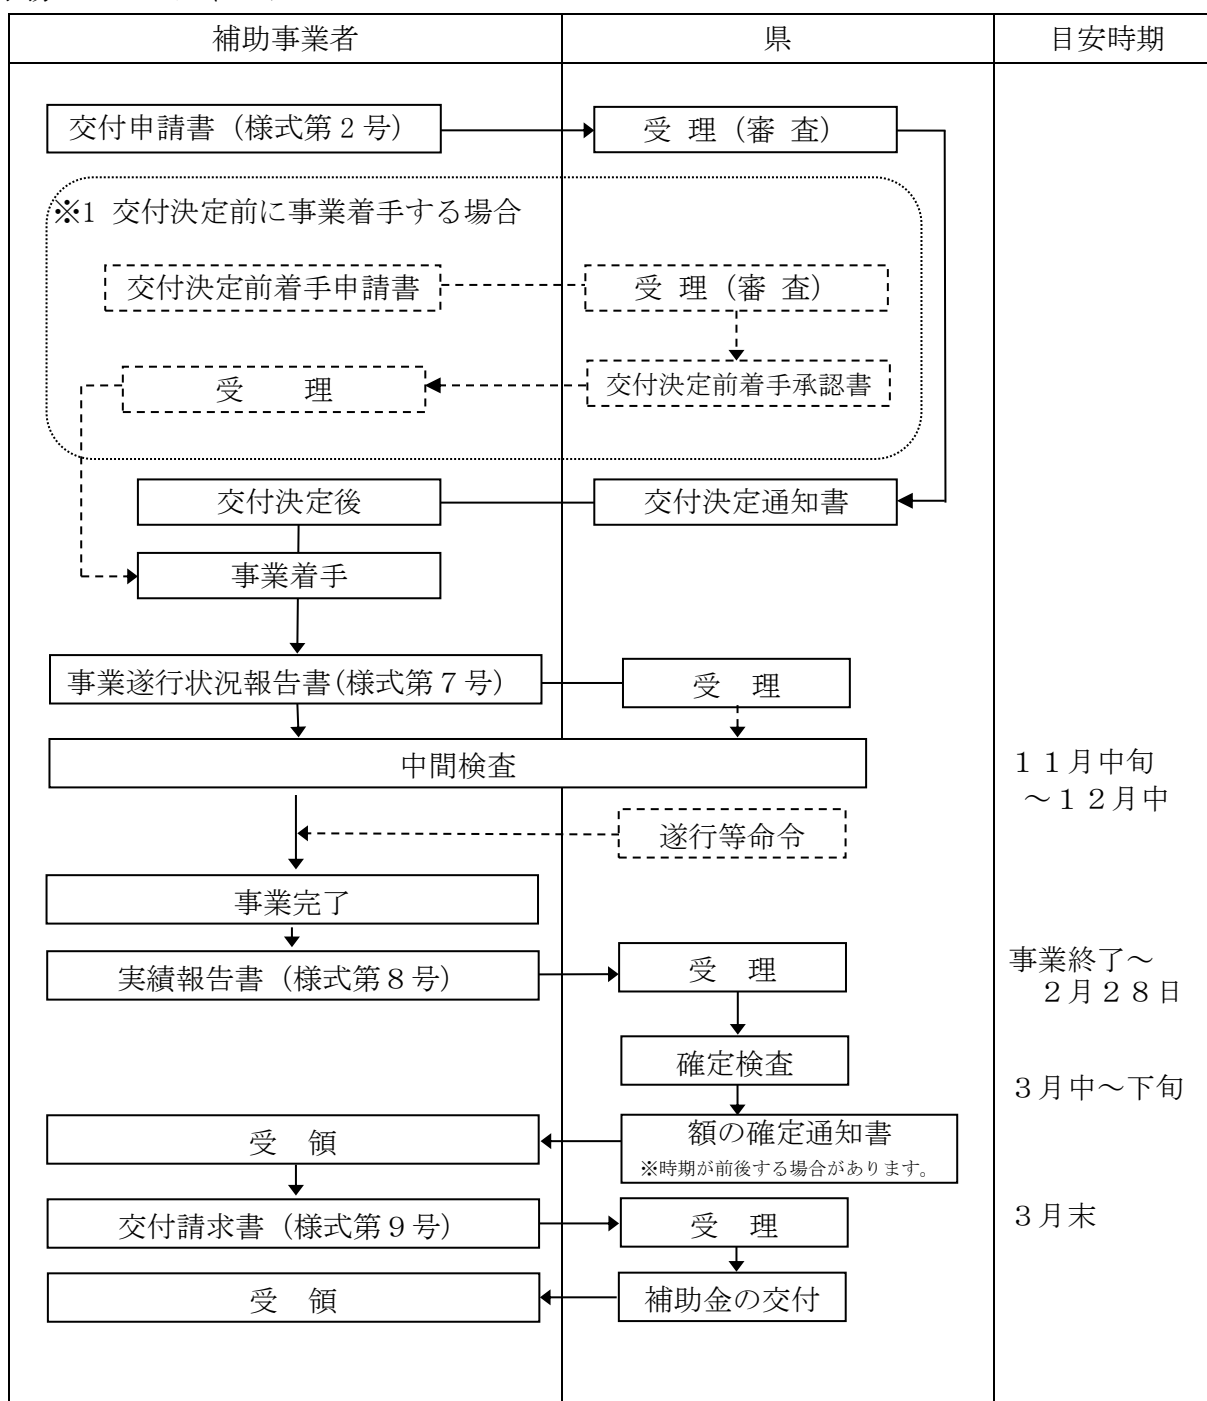 補助事業者
県
目安時期
交付申請書（様式第２号）
受 理（審 査）
※1 交付決定前に事業着手する場合
交付決定前着手申請書
受 理（審 査）
受　　理
交付決定前着手承認書
交付決定後
交付決定通知書
事業着手
事業遂行状況報告書(様式第７号)
受　理
中間検査
１１月中旬
～１２月中
遂行等命令
事業完了
実績報告書（様式第８号）
受　理
事業終了～
２月２８日
確定検査
３月中～下旬
受　領
額の確定通知書
※時期が前後する場合があります。
交付請求書（様式第９号）
受　理
３月末
受　領
補助金の交付